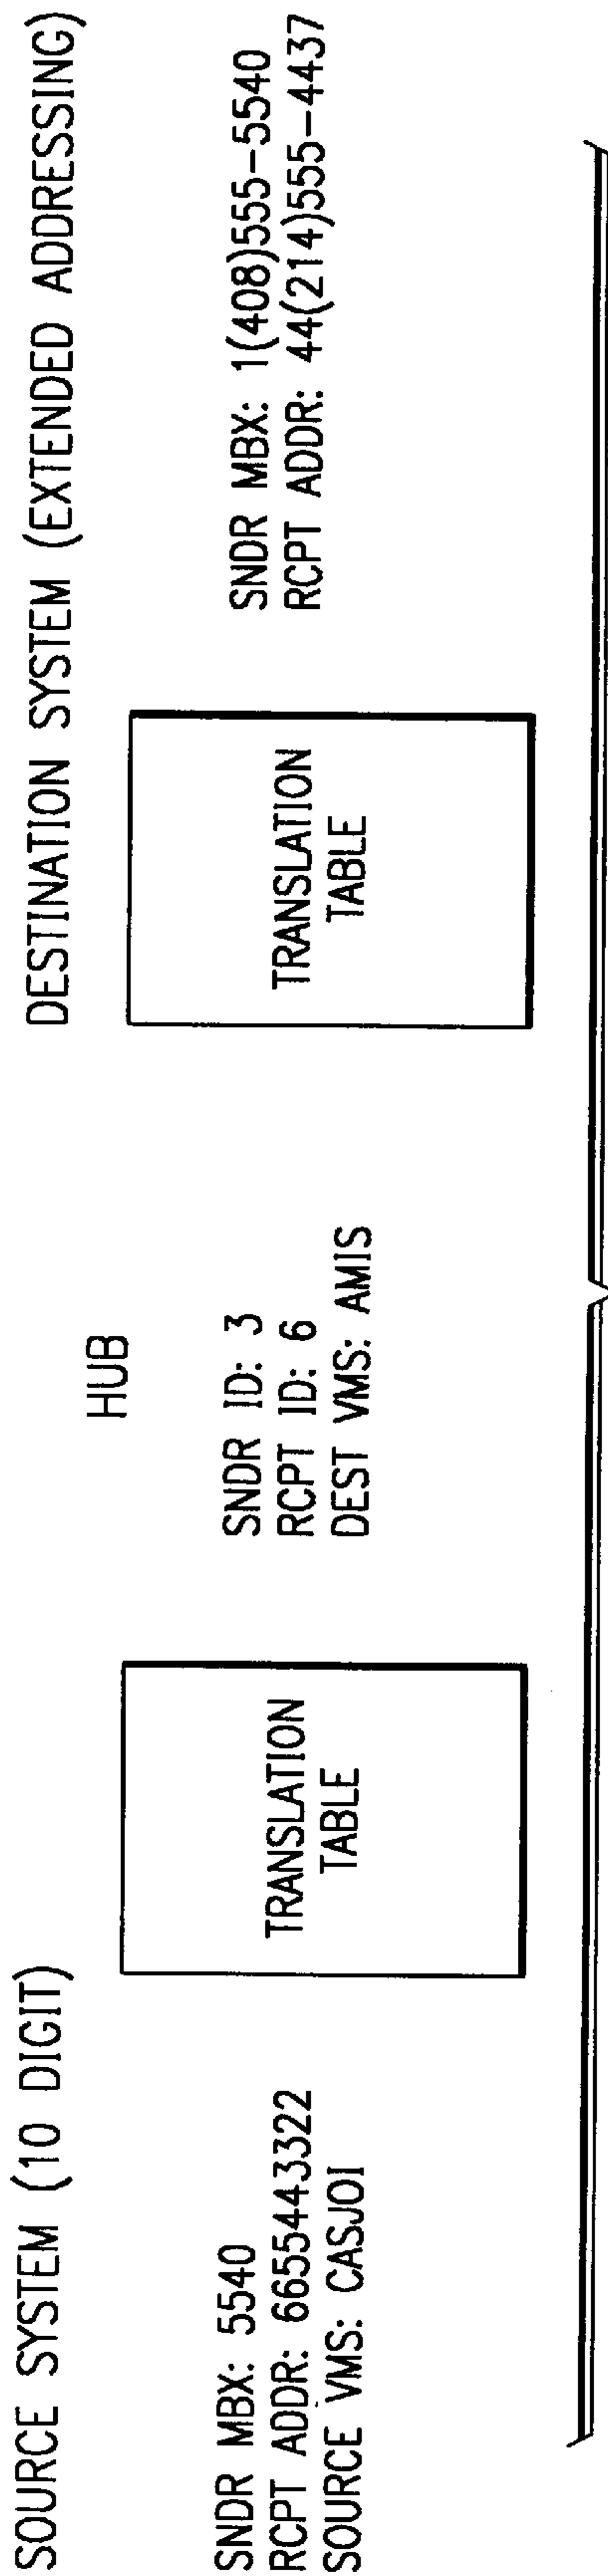 SOURCE SYSTEM (10 DIGIT)
SNDR MBX: 5540
RCPT ADDR: 6655443322
SOURCE VMS: CASJOI
TRANSLATION
TABLE
HUB
SNDR ID: 3
RCPT ID: 6
DEST VMS: AMIS
DESTINATION SYSTEM (EXTENDED ADDRESSING)
TRANSLATION
TABLE
SNDR MBX: 1(408)555-5540
RCPT ADDR: 44(214)555-4437